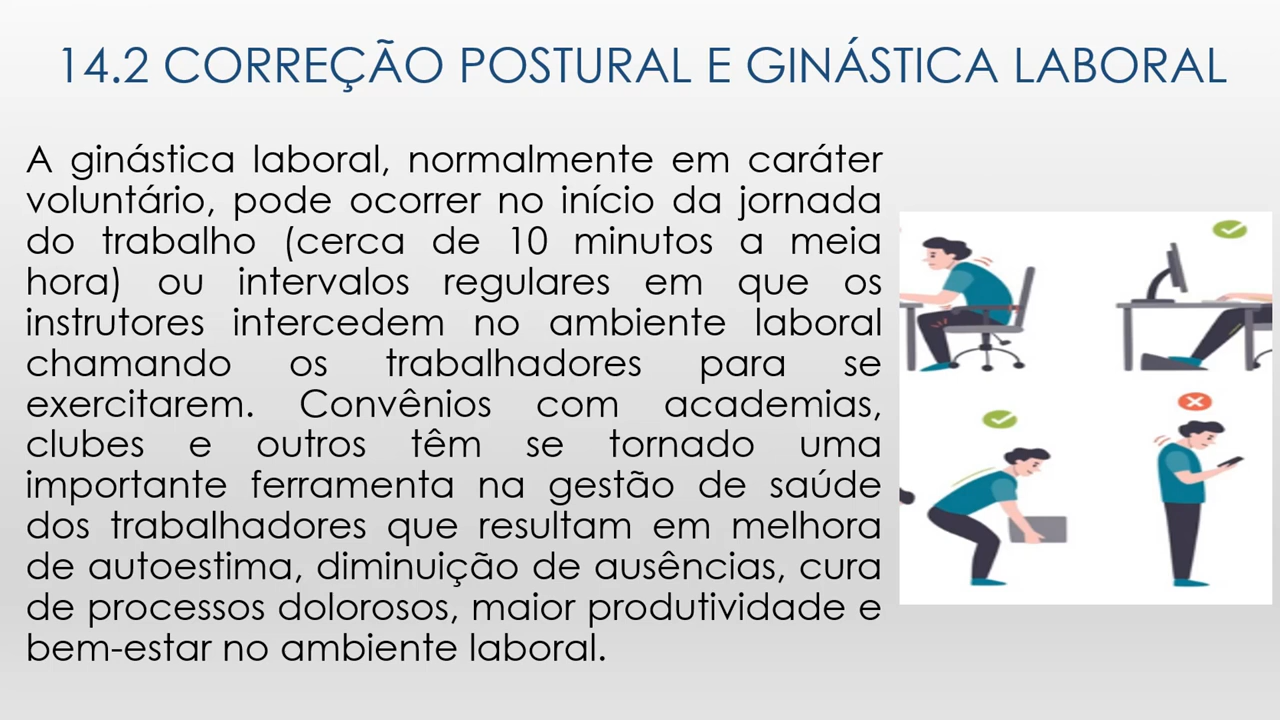 14.2 CORREÇÃO POSTURAL E GINÁSTICA LABORAL
A ginástica laboral, normalmente em caráter
voluntário, pode ocorrer no início da jornada
do trabalho (cerca de 10 minutos a meia
hora) ou intervalos regulares em que os
instrutores intercedem no ambiente laboral
chamando os trabalhadores para se
exercitarem. Convênios com academias,
clubes e outros têm se tornado uma
importante ferramenta na gestão de saúde
dos trabalhadores que resultam em melhora
de autoestima, diminuição de ausências, cura
de processos dolorosos, maior produtividade e
bem-estar no ambiente laboral.